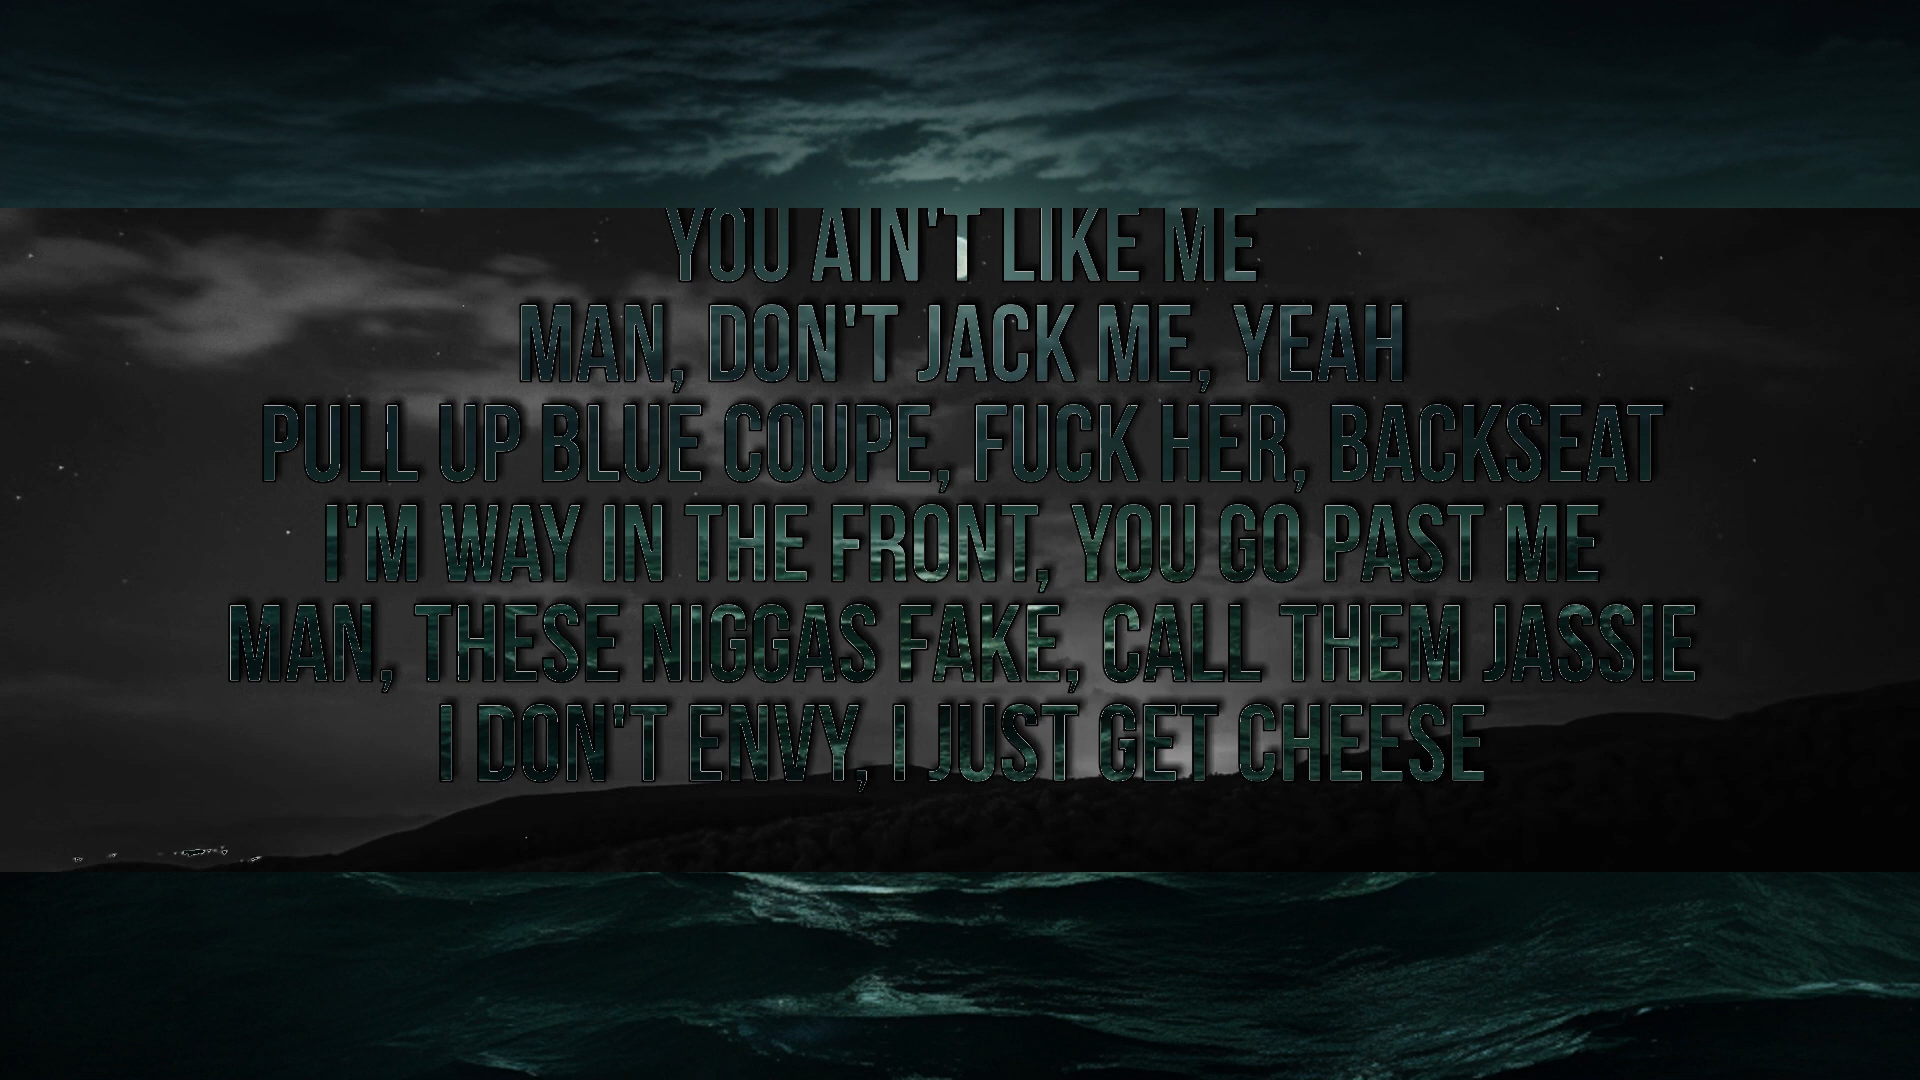 YOU AIN'T LIKE ME
MAN, DON'T JACK ME, YEAH
PULL UP BLUE COUPE, FUCK HER, BACKSEAT
I'M WAY IN THE FRONT, YOU GO PAST ME
MAN, THESE NIGGAS FAKE, CALL THEM JASSIE
I DON'T ENVY, I JUST GET CHEESE